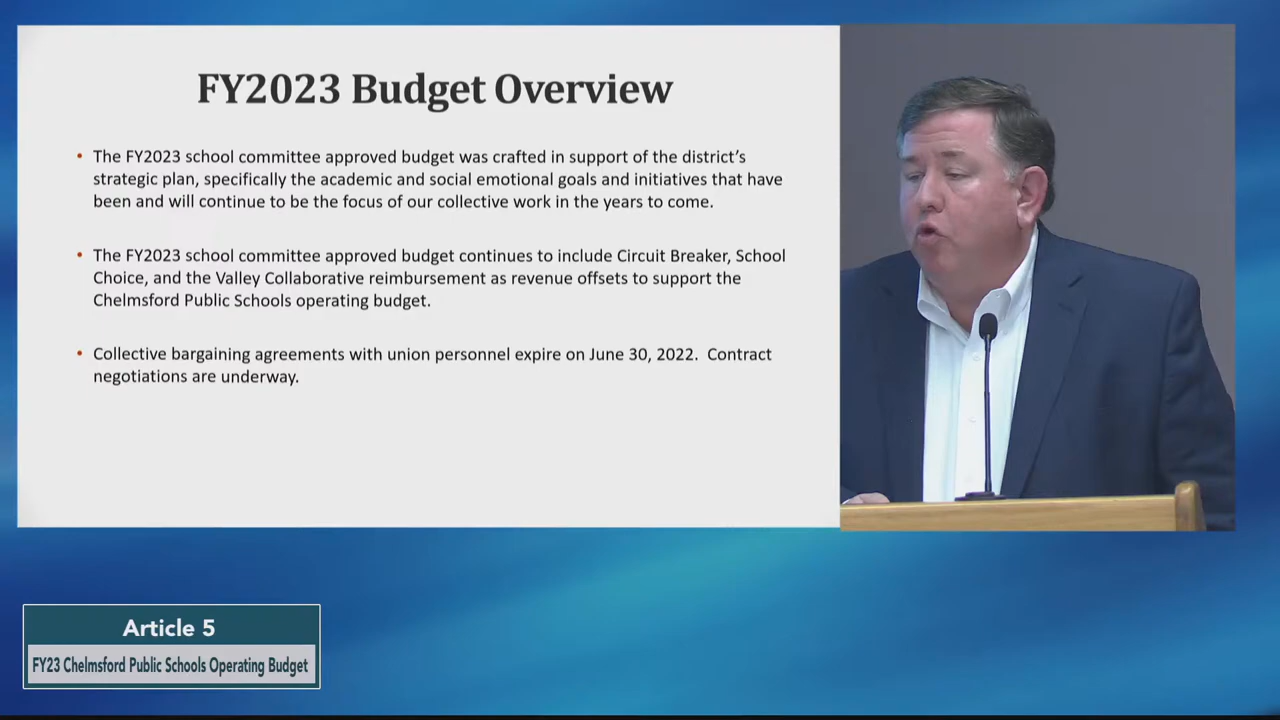 FY2023 Budget Overview
• The FY2023 school committee approved budget was crafted in support of the district's
strategic plan, specifically the academic and social emotional goals and initiatives that have
been and will continue to be the focus of our collective work in the years to come.
• The FY2023 school committee approved budget continues to include Circuit Breaker, School
Choice, and the Valley Collaborative reimbursement as revenue offsets to support the
Chelmsford Public Schools operating budget.
• Collective bargaining agreements with union personnel expire on June 30, 2022.  Contract
negotiations are underway.
Article 5
FY23 Chelmsford Public Schools Operating Budget